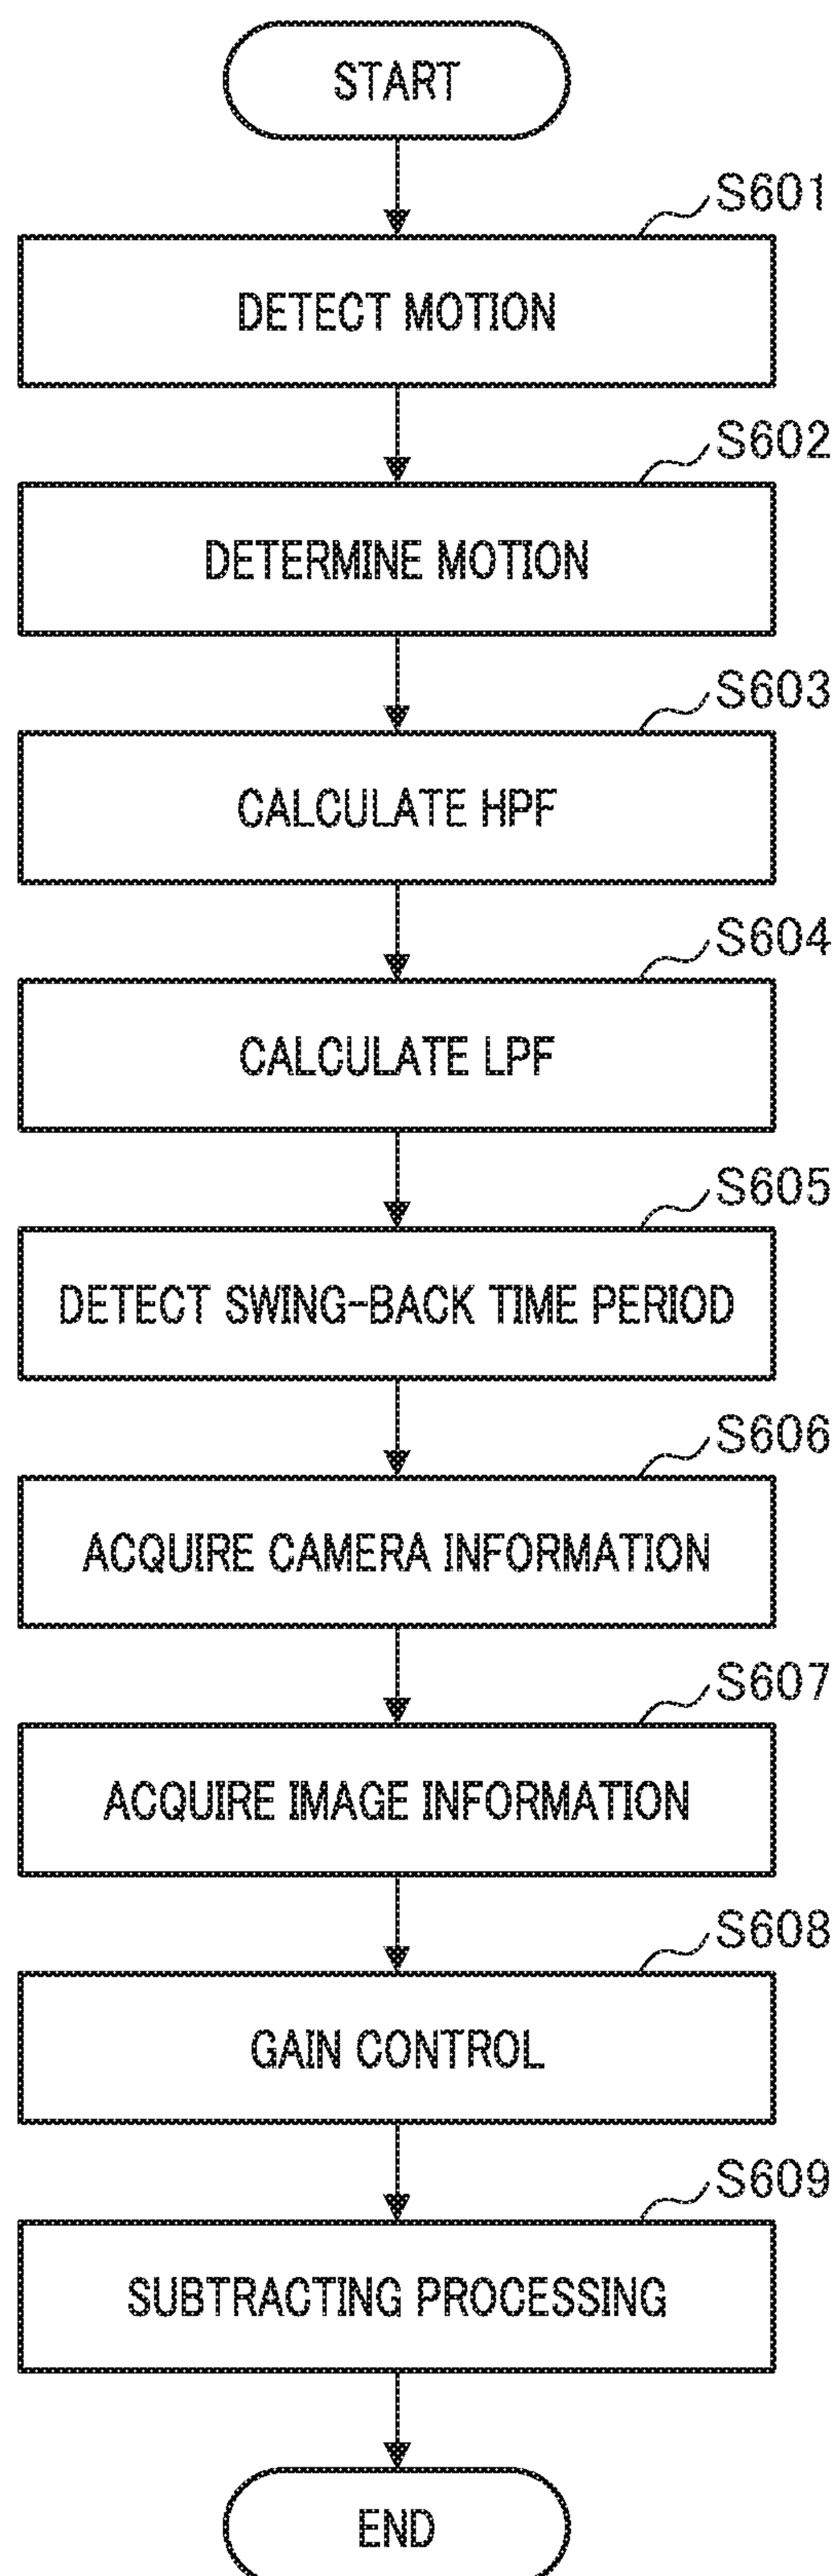 START
S601
DETECT MOTION
S602
DETERMINE MOTION
S603
CALCULATE HPF
S604
CALCULATE LPF
S605
DETECT SWING-BACK TIME PERIOD
S606
ACQUIRE CAMERA INFORMATION
S607
ACQUIRE IMAGE INFORMATION
S608
GAIN CONTROL
S609
SUBTRACTING PROCESSING
END